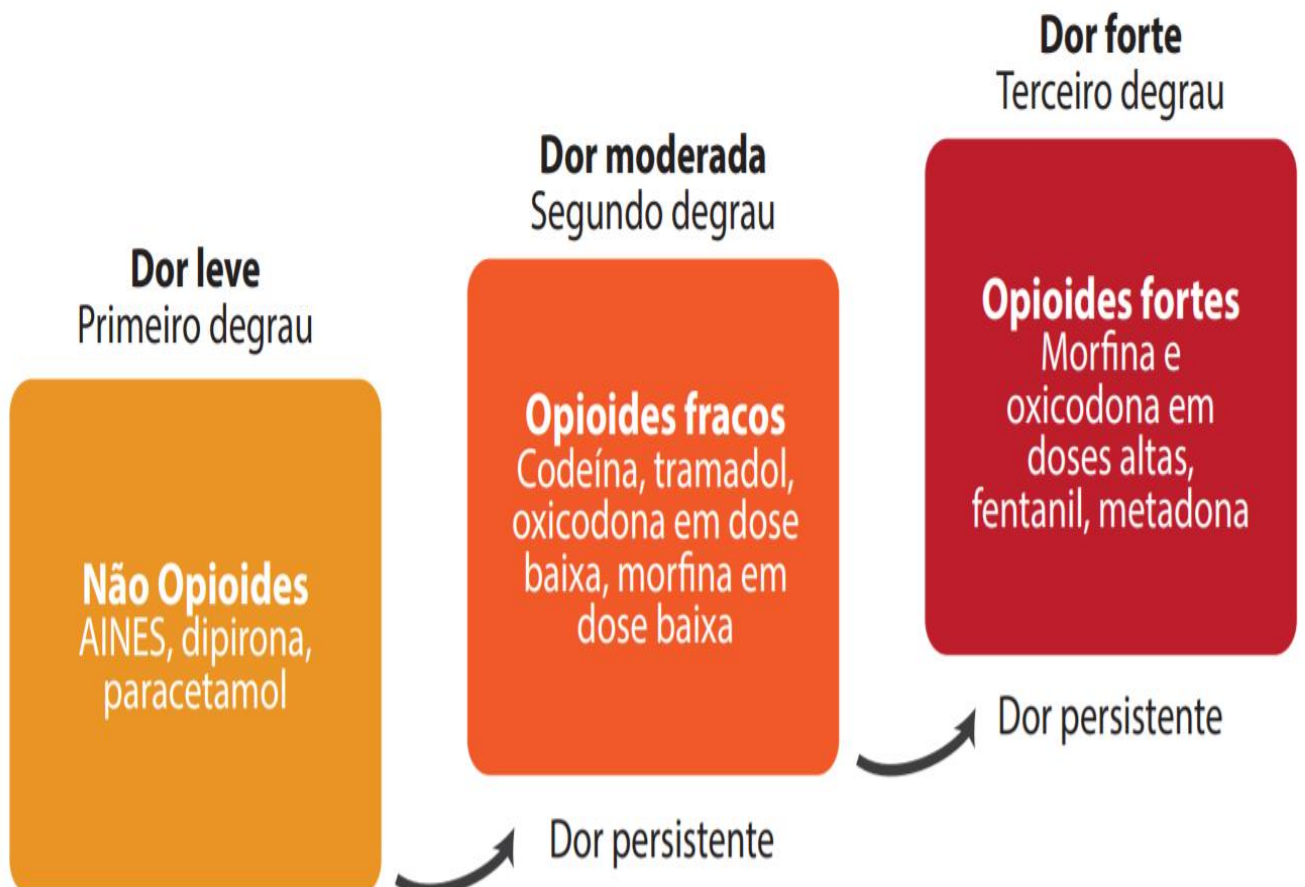 Dor leve
Primeiro degrau
Não Opioides
AINES, dipirona,
paracetamol
Dor persistente
Dor moderada
Segundo degrau
Opioides fracos
Codeína, tramadol,
oxicodona em dose
baixa, morfina em
dose baixa
Dor persistente
Dor forte
Terceiro degrau
Opioides fortes
Morfina e
oxicodona em
doses altas,
fentanil, metadona